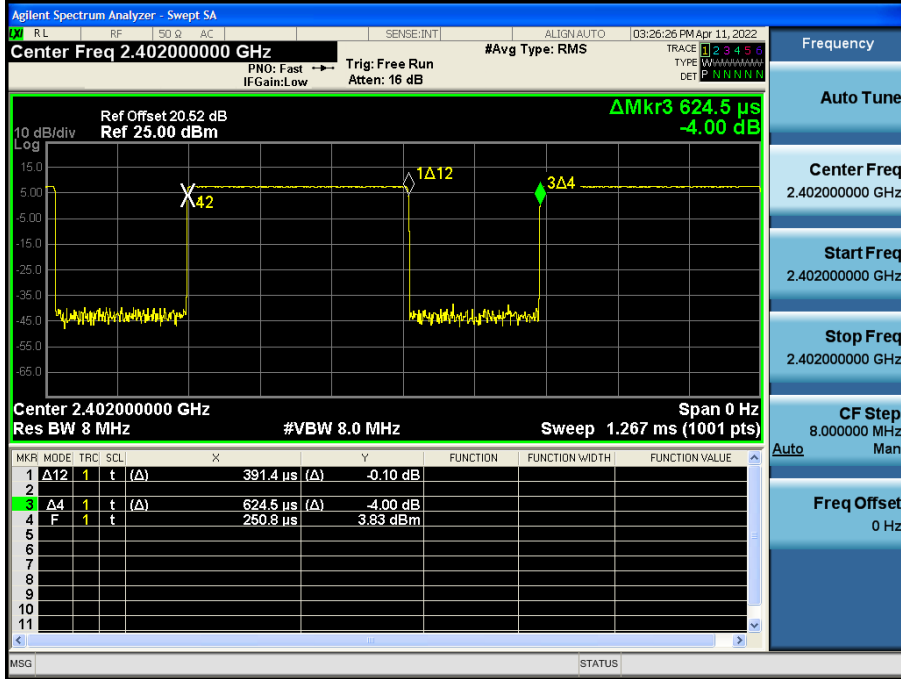 Agilent Spectrum Analyzer - Swept SA
LXI RL RF 50 Ω AC SENSE:INT ALIGNAUTO 03:26:26 PM Apr 11, 2022
Center Freq 2.402000000 GHz #Avg Type: RMS TRACE 1 2 3 4 5 6
PNO: Fast Trig: Free Run TYPE WWWWWW
IFGain:Low Atten: 16 dB DET P N N N N N
Frequency
Auto Tune
Center Freq
2.402000000 GHz
Start Freq
2.402000000 GHz
Stop Freq
2.402000000 GHz
CF Step
8.000000 MHz
Auto Man
Freq Offset
0 Hz
ΔMkr3 624.5 µs
-4.00 dB
Ref Offset 20.52 dB
10 dB/div Ref 25.00 dBm
Log
15.0
5.00
-5.00
-15.0
-25.0
-35.0
-45.0
-55.0
-65.0
42
1Δ12
3Δ4
Center 2.402000000 GHz Span 0 Hz
Res BW 8 MHz #VBW 8.0 MHz Sweep 1.267 ms (1001 pts)
MKR MODE TRC SCL X Y FUNCTION FUNCTION WIDTH FUNCTION VALUE
1 Δ12 1 t (Δ) 391.4 µs (Δ) -0.10 dB
2
3 Δ4 1 t (Δ) 624.5 µs (Δ) -4.00 dB
4 F 1 t 250.8 µs 3.83 dBm
5
6
7
8
9
10
11
MSG STATUS